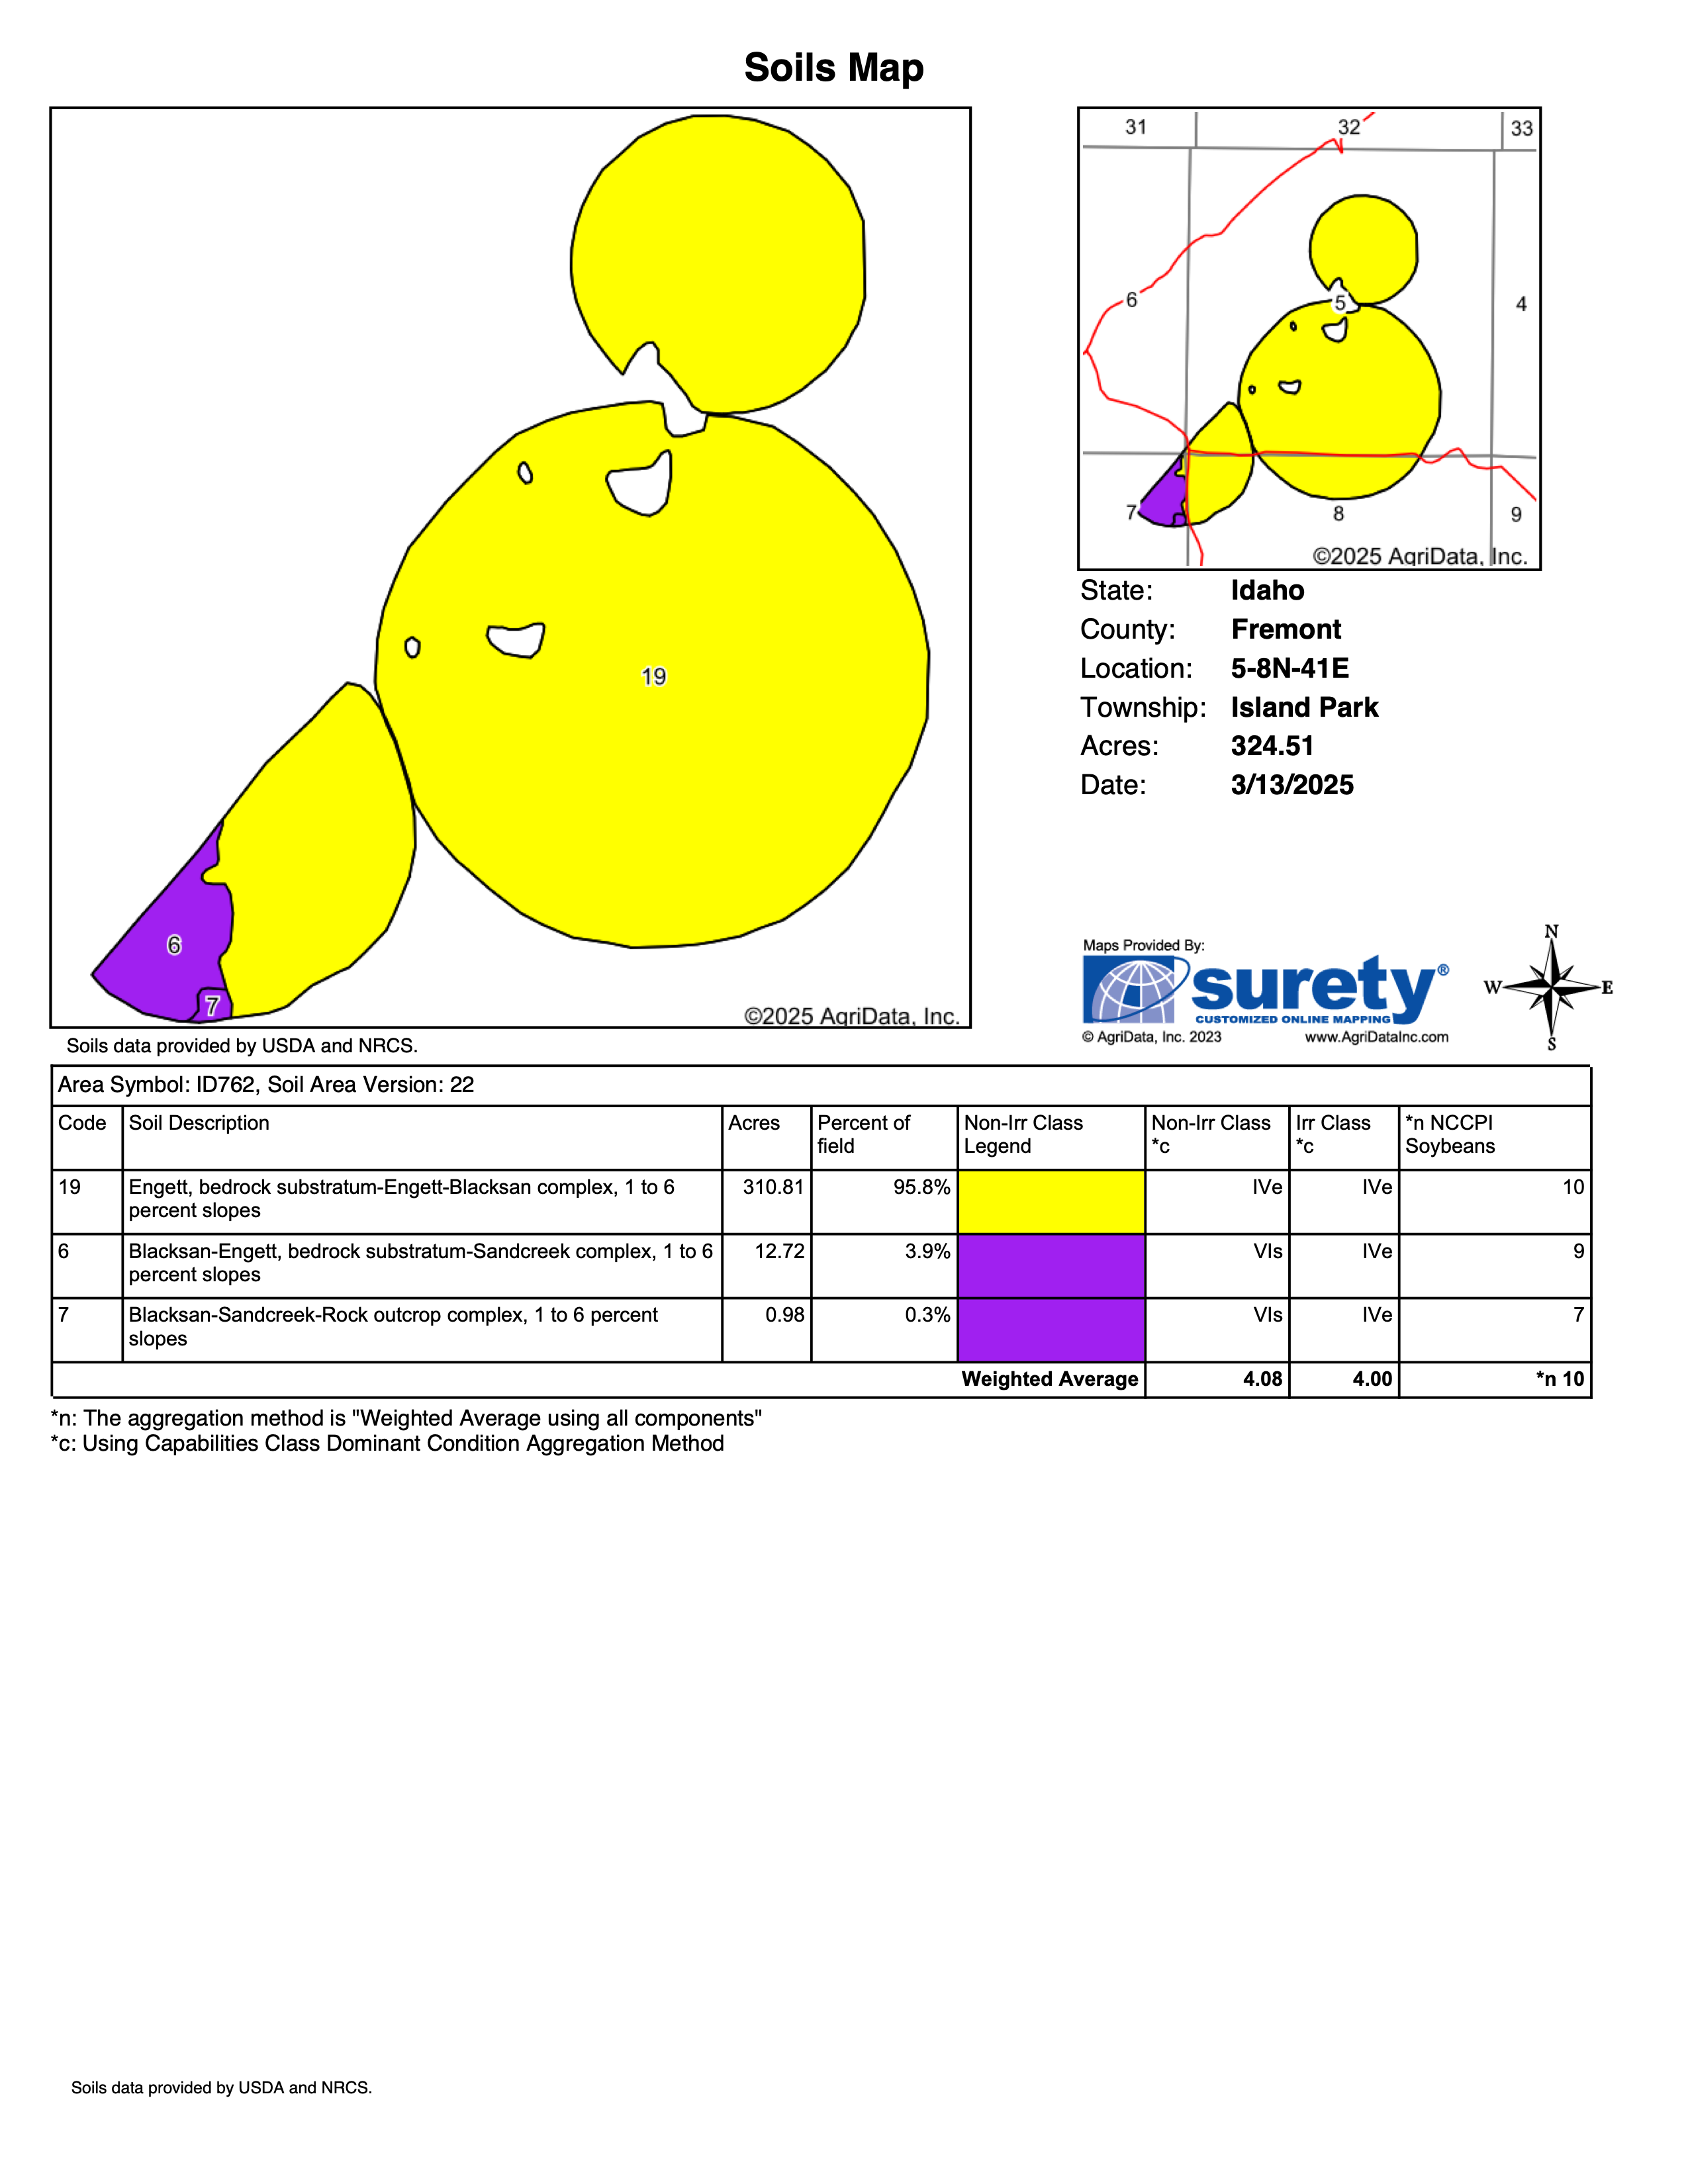 Soils Map
19
6
7
©2025 AgriData, Inc.
Soils data provided by USDA and NRCS.
31
32
33
6
5
4
7
8
9
©2025 AgriData, Inc.
State: Idaho
County: Fremont
Location: 5-8N-41E
Township: Island Park
Acres: 324.51
Date: 3/13/2025
Maps Provided By:
surety®
CUSTOMIZED ONLINE MAPPING
© AgriData, Inc. 2023 www.AgriDataInc.com
N
W E
S
Area Symbol: ID762, Soil Area Version: 22
Code Soil Description Acres Percent of Non-Irr Class Non-Irr Class Irr Class *n NCCPI
field Legend *c *c Soybeans
19 Engett, bedrock substratum-Engett-Blacksan complex, 1 to 6 310.81 95.8% IVe IVe 10
percent slopes
6 Blacksan-Engett, bedrock substratum-Sandcreek complex, 1 to 6 12.72 3.9% VIs IVe 9
percent slopes
7 Blacksan-Sandcreek-Rock outcrop complex, 1 to 6 percent 0.98 0.3% VIs IVe 7
slopes
Weighted Average 4.08 4.00 *n 10
*n: The aggregation method is "Weighted Average using all components"
*c: Using Capabilities Class Dominant Condition Aggregation Method
Soils data provided by USDA and NRCS.